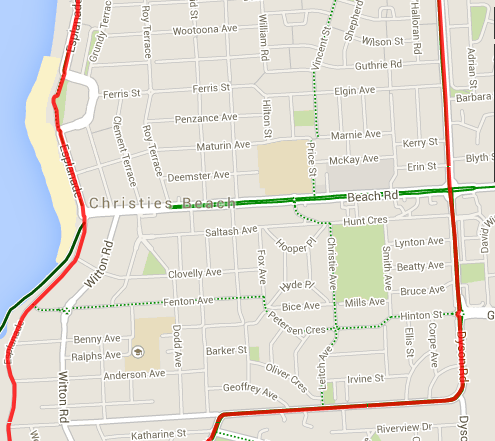 Esplanade
Grundy Terrace
Roy Terrace
Wootoona Ave
William Rd
Vincent St
Shepherd
Halloran Rd
Wilson St
Guthrie Rd
Adrian St
Ferris St
Ferris St
Elgin Ave
Barbara
Hilton St
Penzance Ave
Clement Terrace
Roy Terrace
Marnie Ave
Maturin Ave
Price St
Kerry St
Esplanade
McKay Ave
Blyth S
Deemster Ave
Erin St
Christies Beach
Beach Rd
Hunt Cres
Saltash Ave
Witton Rd
Hooper Pl
Christie Ave
Lynton Ave
Smith Ave
David
Fox Ave
Clovelly Ave
Beatty Ave
Hyde Pl
Bruce Ave
Fenton Ave
Bice Ave
Mills Ave
Petersen Cres
Hinton St
G
Esplanade
Benny Ave
Dodd Ave
Ralphs Ave
Barker St
Ellis St
Corpe Ave
Dyson Rd
Anderson Ave
Oliver Cres
Leach Ave
Irvine St
Witton Rd
Geoffrey Ave
Riverview Dr
Katharine St
Dyso